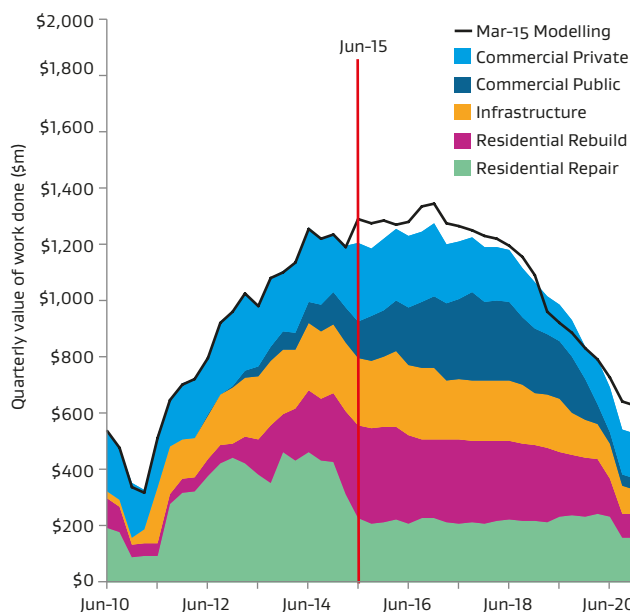 $2,000
$1,800
$1,600
$1,400
$1,200
$1,000
$800
$600
$400
$200
$0
Quarterly value of work done ($m)
Jun-15
Mar-15 Modelling
Commercial Private
Commercial Public
Infrastructure
Residential Rebuild
Residential Repair
Jun-10
Jun-12
Jun-14
Jun-16
Jun-18
Jun-20